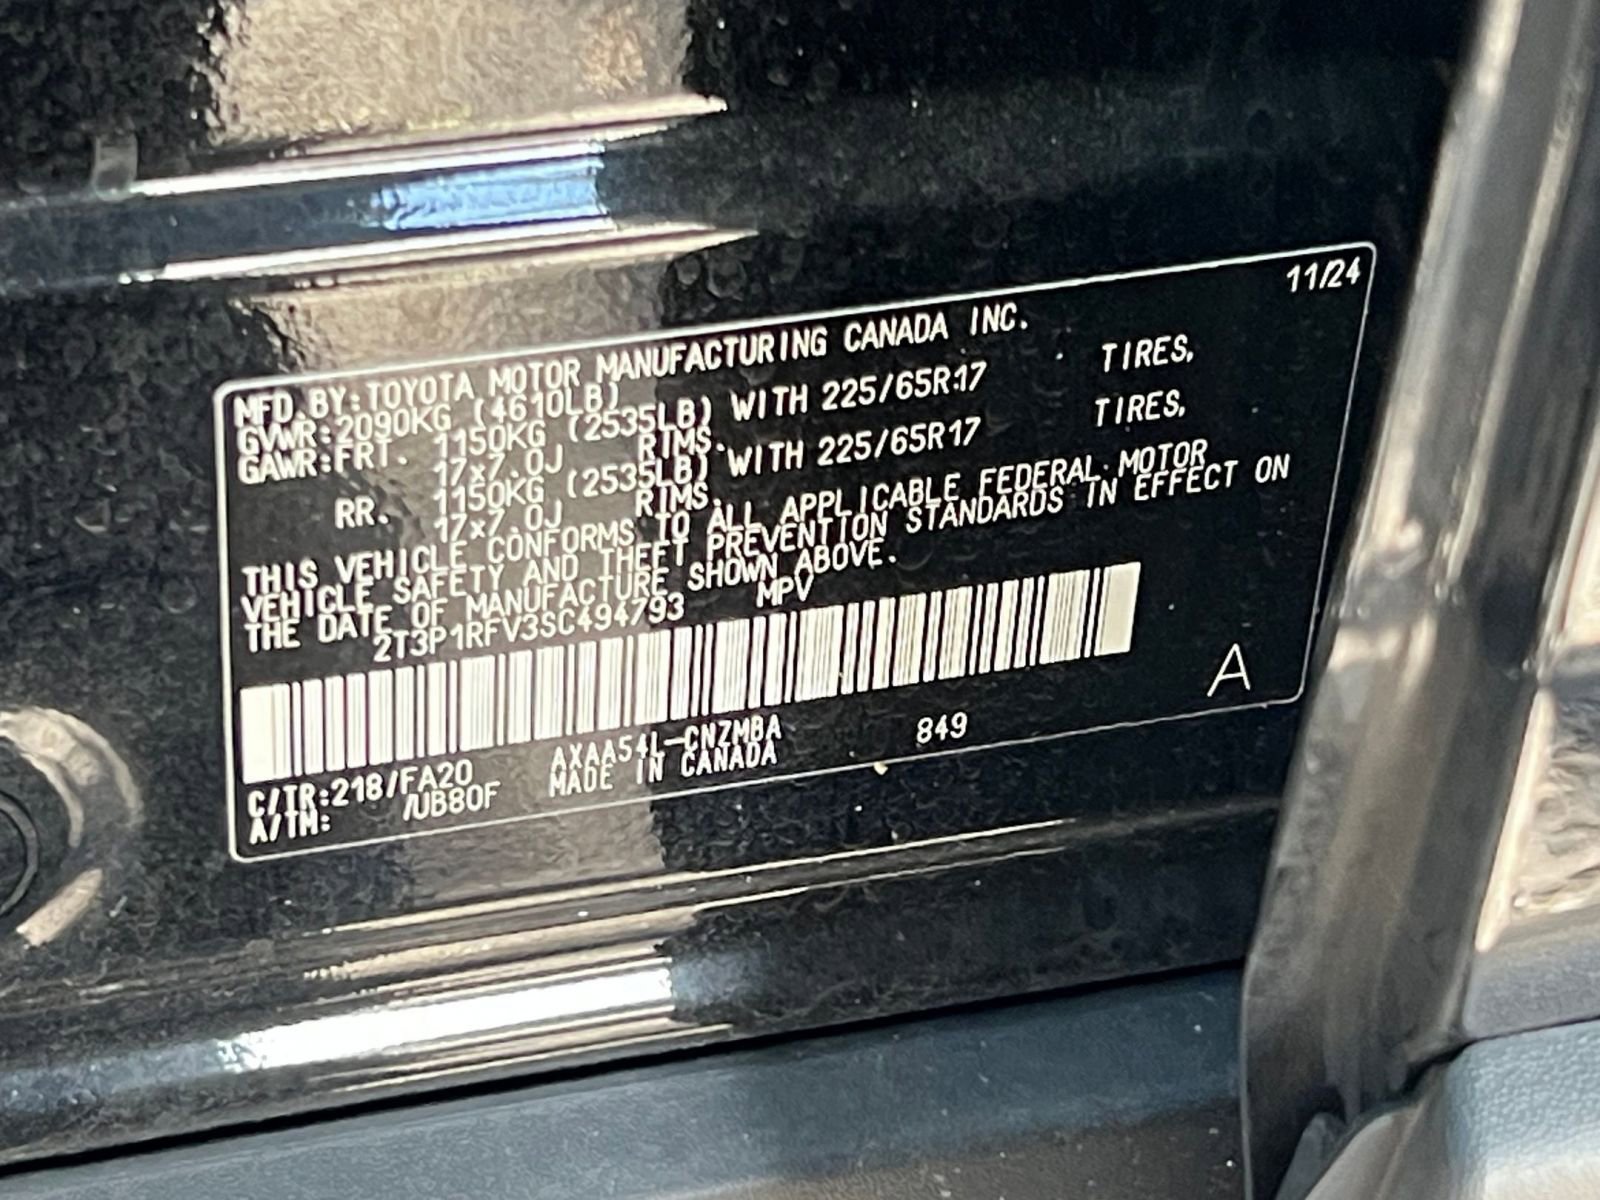 11/24
MFD.BY:TOYOTA MOTOR MANUFACTURING CANADA INC.
GVWR:2090KG (4610LB)
GAWR:FRT. 1150KG (2535LB) WITH 225/65R17 TIRES,
17×7.0J RIMS.
RR. 1150KG (2535LB) WITH 225/65R17 TIRES,
17×7.0J RIMS.
THIS VEHICLE CONFORMS TO ALL APPLICABLE FEDERAL MOTOR
VEHICLE SAFETY AND THEFT PREVENTION STANDARDS IN EFFECT ON
THE DATE OF MANUFACTURE SHOWN ABOVE.
2T3P1RFV3SC494793 MPV
A
C/TR:218/FA20 AXAA54L-CNZMBA 849
A/TM: /UB80F MADE IN CANADA